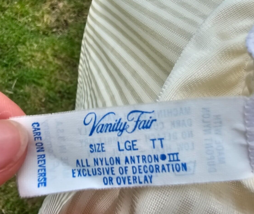 Vanity Fair
SIZE LGE TT
ALL NYLON ANTRON® III
EXCLUSIVE OF DECORATION
OR OVERLAY
CARE ON REVERSE